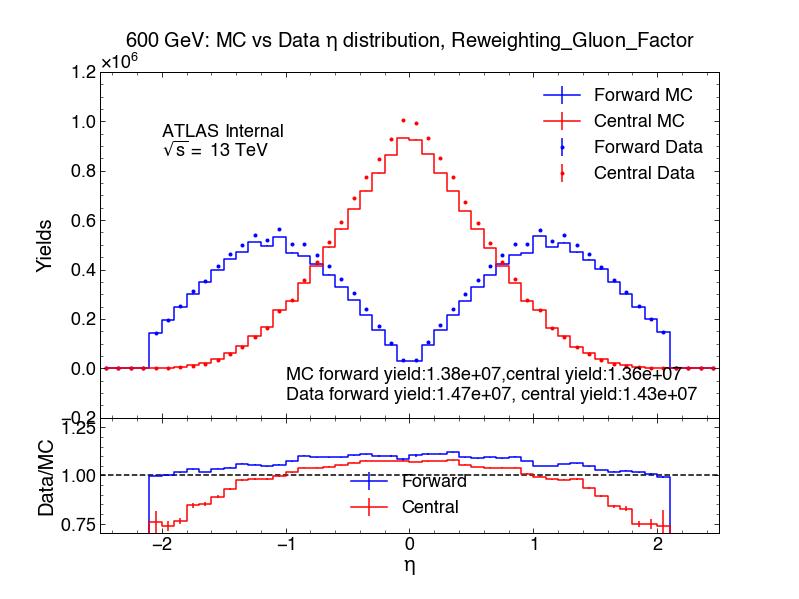 600 GeV: MC vs Data η distribution, Reweighting_Gluon_Factor
×10⁶
1.2
1.0
0.8
0.6
0.4
0.2
0.0
−0.2
Yields
ATLAS Internal
√s = 13 TeV
Forward MC
Central MC
Forward Data
Central Data
MC forward yield:1.38e+07,central yield:1.36e+07
Data forward yield:1.47e+07, central yield:1.43e+07
1.25
1.00
0.75
Data/MC
Forward
Central
−2 −1 0 1 2
η